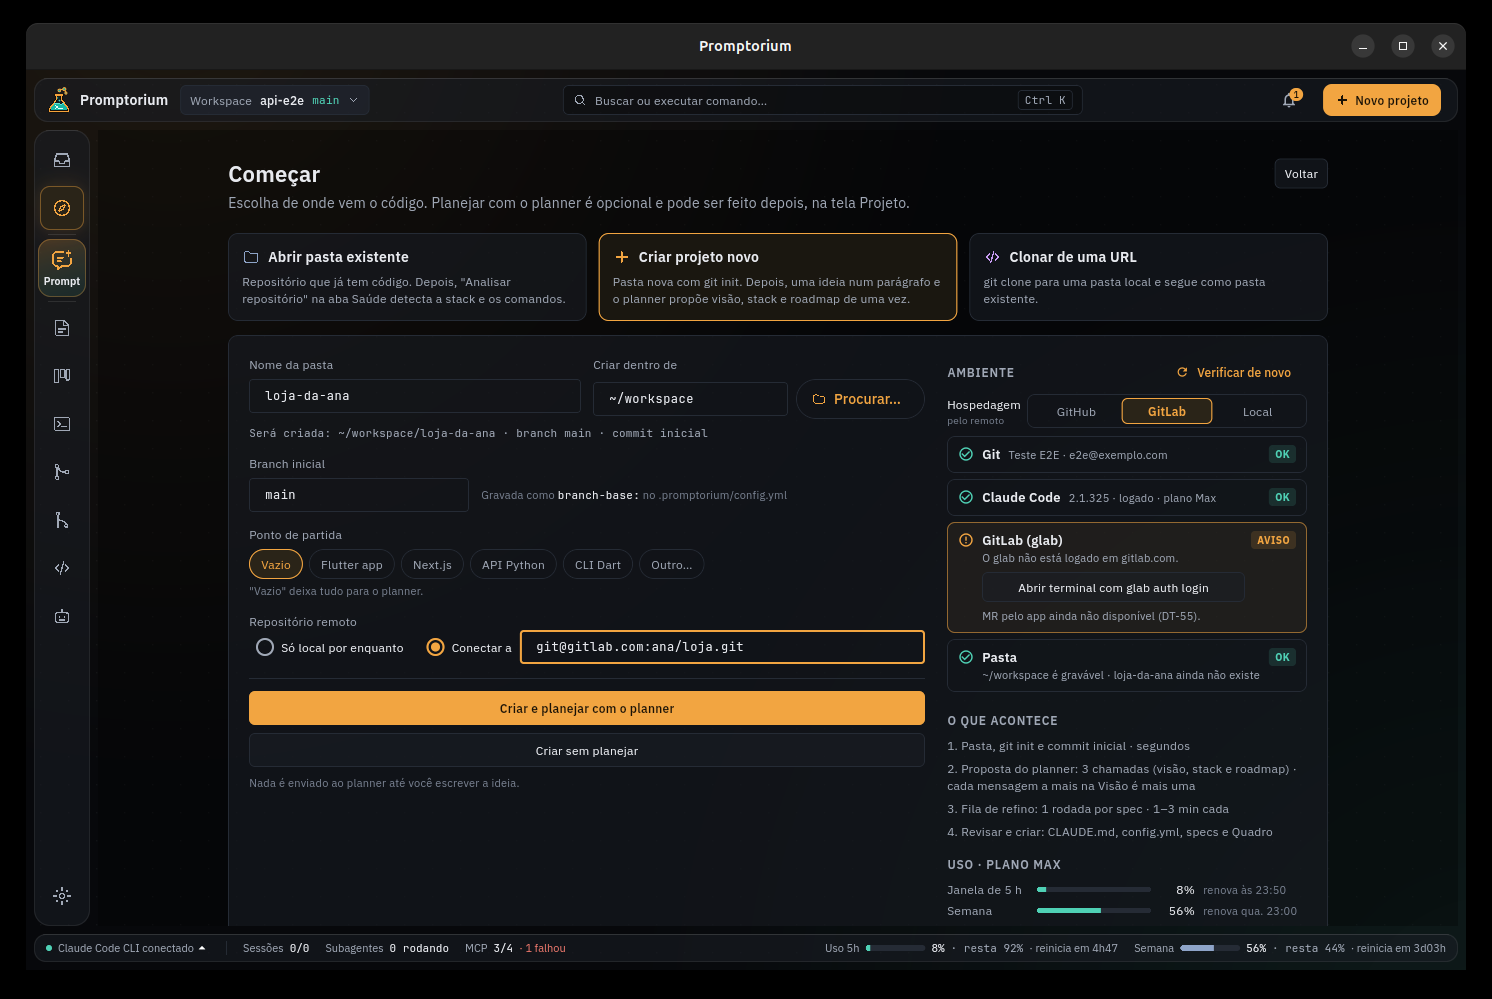 Promptorium
Promptorium
Workspace api-e2e main
Buscar ou executar comando...
Ctrl K
1
Novo projeto
Prompt
Começar
Voltar
Escolha de onde vem o código. Planejar com o planner é opcional e pode ser feito depois, na tela Projeto.
Abrir pasta existente
Repositório que já tem código. Depois, "Analisar
repositório" na aba Saúde detecta a stack e os comandos.
Criar projeto novo
Pasta nova com git init. Depois, uma ideia num parágrafo e
o planner propõe visão, stack e roadmap de uma vez.
Clonar de uma URL
git clone para uma pasta local e segue como pasta
existente.
Nome da pasta
loja-da-ana
Criar dentro de
~/workspace
Procurar...
Será criada: ~/workspace/loja-da-ana · branch main · commit inicial
Branch inicial
main
Gravada como branch-base: no .promptorium/config.yml
Ponto de partida
Vazio
Flutter app
Next.js
API Python
CLI Dart
Outro...
"Vazio" deixa tudo para o planner.
Repositório remoto
Só local por enquanto
Conectar a
git@gitlab.com:ana/loja.git
Criar e planejar com o planner
Criar sem planejar
Nada é enviado ao planner até você escrever a ideia.
AMBIENTE
Verificar de novo
Hospedagem
pelo remoto
GitHub
GitLab
Local
Git Teste E2E · e2e@exemplo.com
OK
Claude Code 2.1.325 · logado · plano Max
OK
GitLab (glab)
AVISO
O glab não está logado em gitlab.com.
Abrir terminal com glab auth login
MR pelo app ainda não disponível (DT-55).
Pasta
OK
~/workspace é gravável · loja-da-ana ainda não existe
O QUE ACONTECE
1. Pasta, git init e commit inicial · segundos
2. Proposta do planner: 3 chamadas (visão, stack e roadmap) ·
cada mensagem a mais na Visão é mais uma
3. Fila de refino: 1 rodada por spec · 1–3 min cada
4. Revisar e criar: CLAUDE.md, config.yml, specs e Quadro
USO · PLANO MAX
Janela de 5 h 8% renova às 23:50
Semana 56% renova qua. 23:00
Claude Code CLI conectado
Sessões 0/0
Subagentes 0 rodando
MCP 3/4 · 1 falhou
Uso 5h 8% · resta 92% · reinicia em 4h47
Semana 56% · resta 44% · reinicia em 3d03h